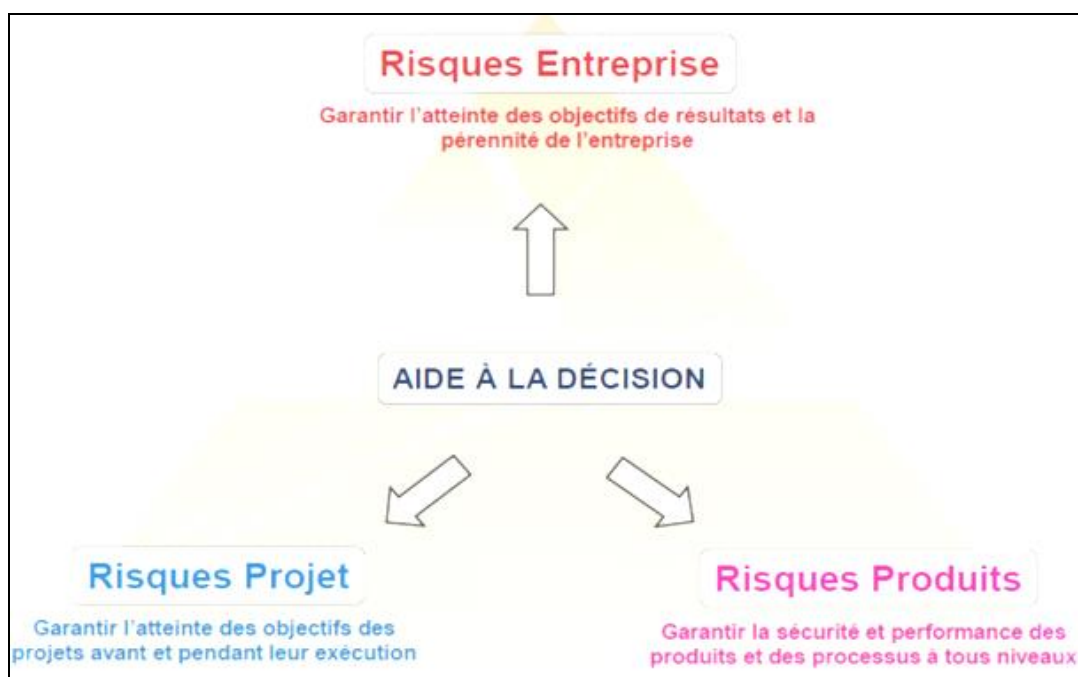 Risques Entreprise
Garantir l'atteinte des objectifs de résultats et la
pérennité de l'entreprise
AIDE À LA DÉCISION
Risques Projet
Garantir l'atteinte des objectifs des
projets avant et pendant leur exécution
Risques Produits
Garantir la sécurité et performance des
produits et des processus à tous niveaux